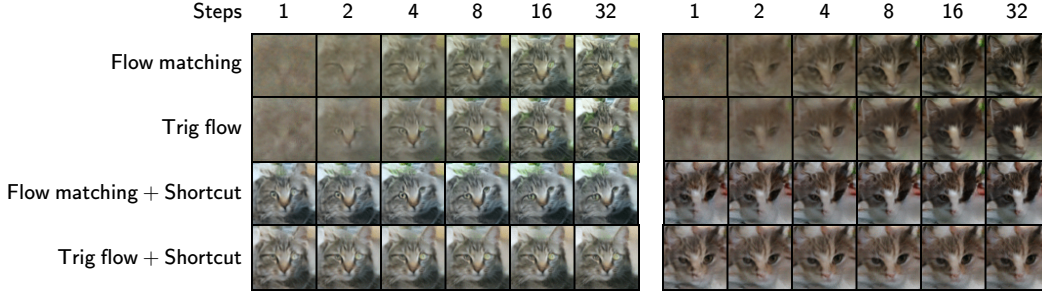 Steps 1 2 4 8 16 32 1 2 4 8 16 32
Flow matching
Trig flow
Flow matching + Shortcut
Trig flow + Shortcut